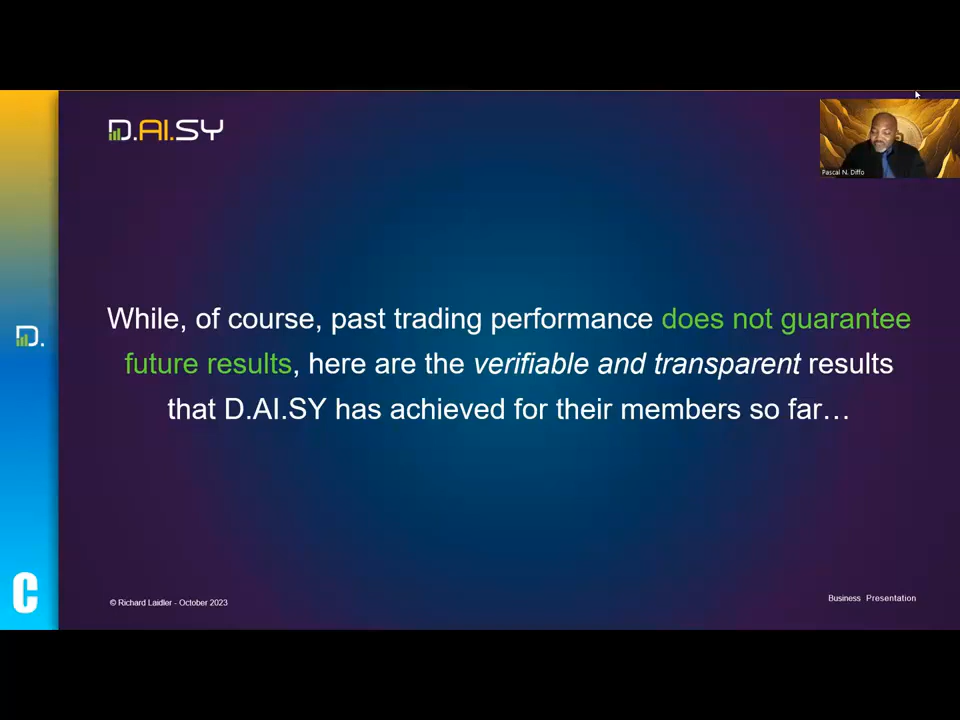 D.AI.SY
Pascal N. Diffo
While, of course, past trading performance does not guarantee
future results, here are the verifiable and transparent results
that D.AI.SY has achieved for their members so far…
D.
C
© Richard Laidler - October 2023
Business Presentation